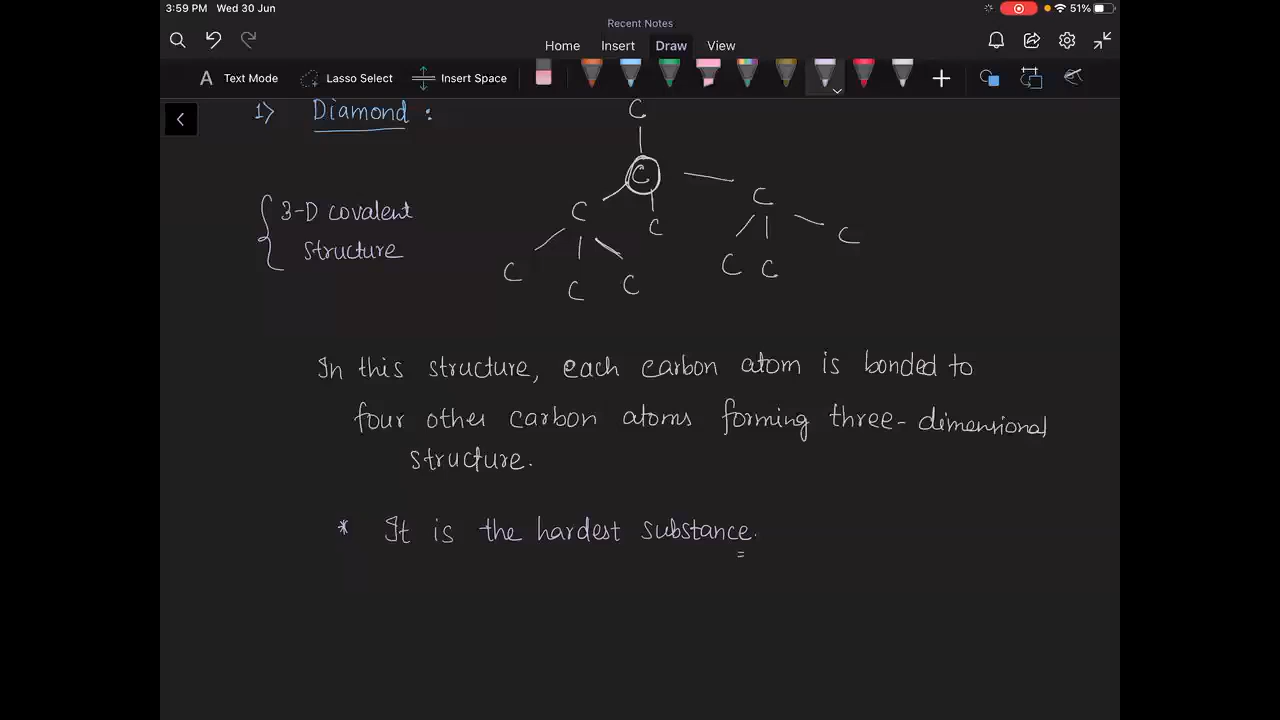 3:59 PM Wed 30 Jun
51%
Recent Notes
Home Insert Draw View
Text Mode Lasso Select Insert Space
1) Diamond :
C
C
C
C
C
C
C
C
C
C
C
3-D covalent
structure
In this structure, each carbon atom is bonded to
four other carbon atoms forming three-dimensional
structure.
* It is the hardest substance.